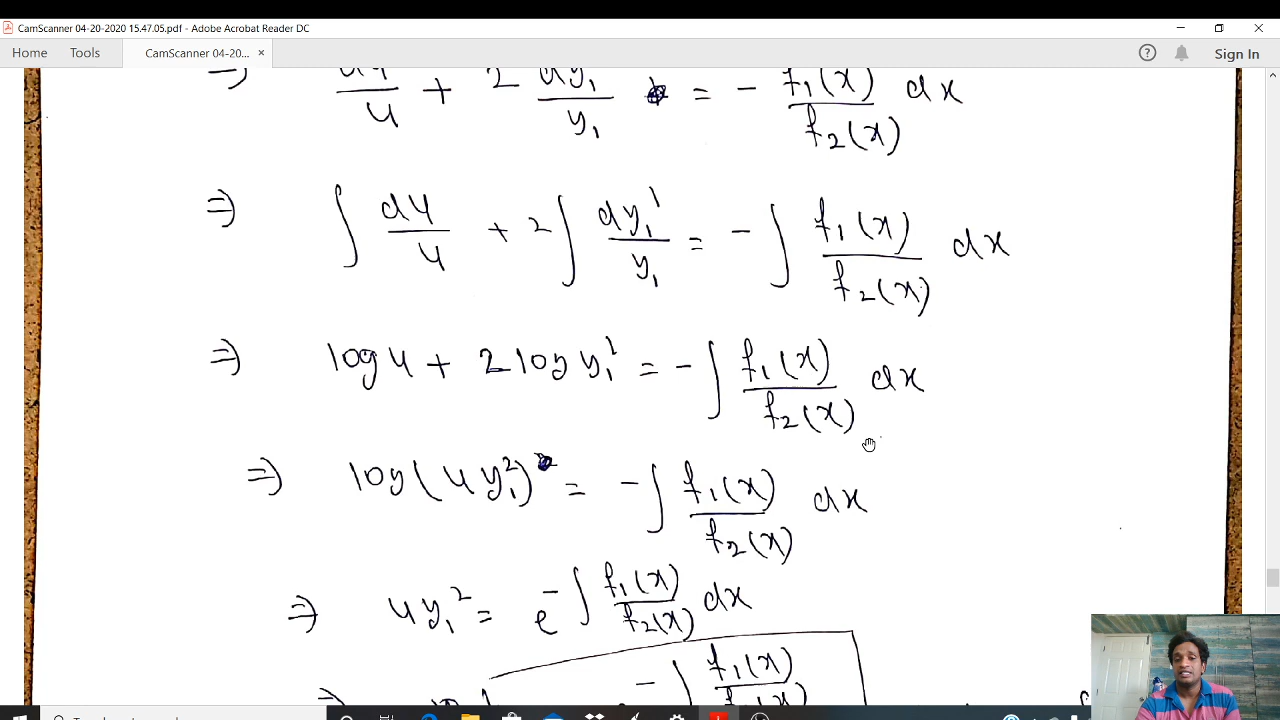 CamScanner 04-20-2020 15.47.05.pdf - Adobe Acrobat Reader DC
Home Tools CamScanner 04-20... × Sign In
⇒ du/u + 2 dy₁/y₁ = - f₁(x)/f₂(x) dx
⇒ ∫ du/u + 2 ∫ dy₁'/y₁ = - ∫ f₁(x)/f₂(x) dx
⇒ log u + 2 log y₁' = - ∫ f₁(x)/f₂(x) dx
⇒ log(u y₁²) = - ∫ f₁(x)/f₂(x) dx
⇒ u y₁² = e^- ∫ f₁(x)/f₂(x) dx
⇒ - ∫ f₁(x)